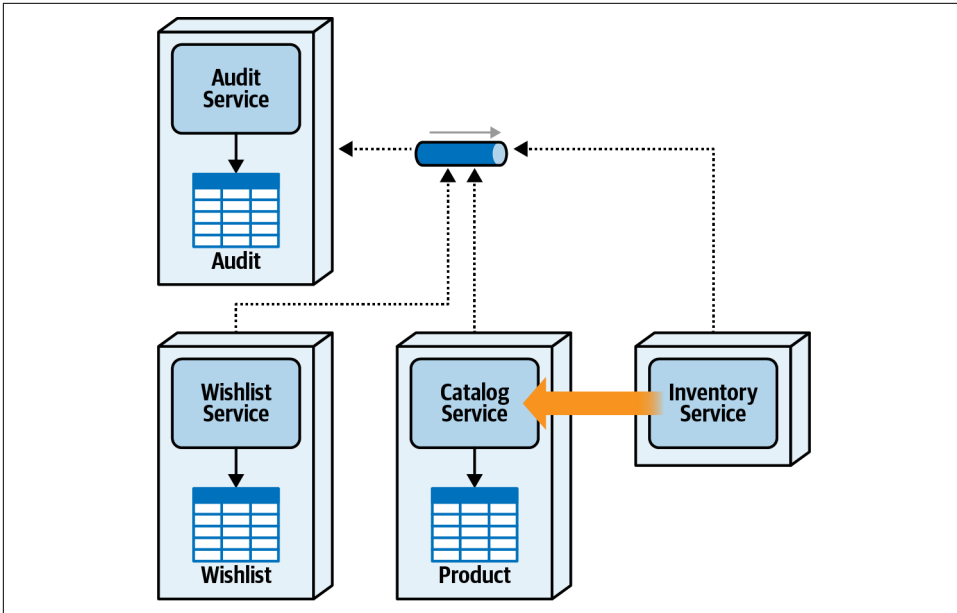 Audit
Service
Audit
Wishlist
Service
Wishlist
Catalog
Service
Product
Inventory
Service